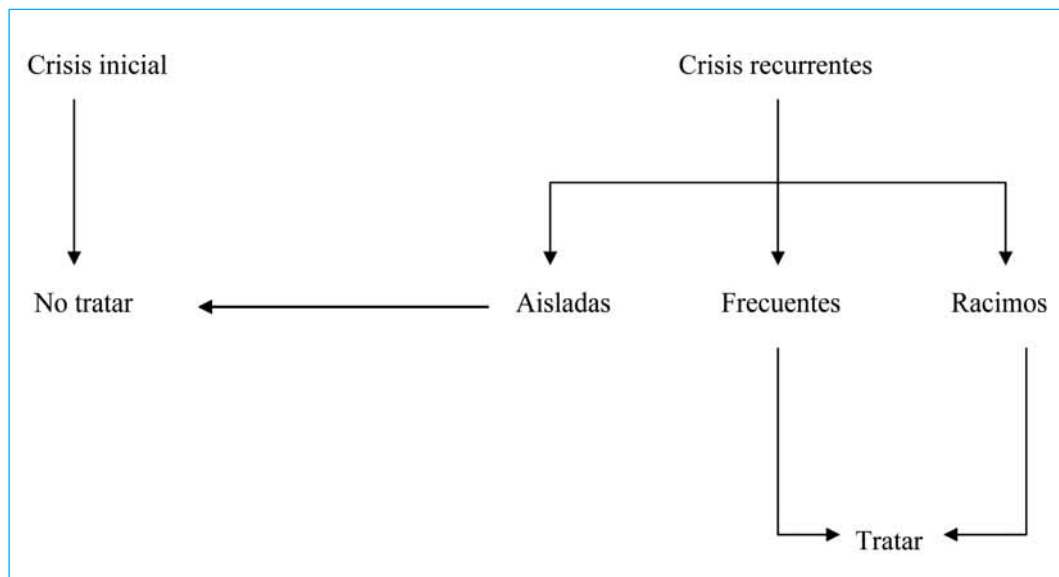 Crisis inicial
Crisis recurrentes
No tratar
Aisladas
Frecuentes
Racimos
Tratar